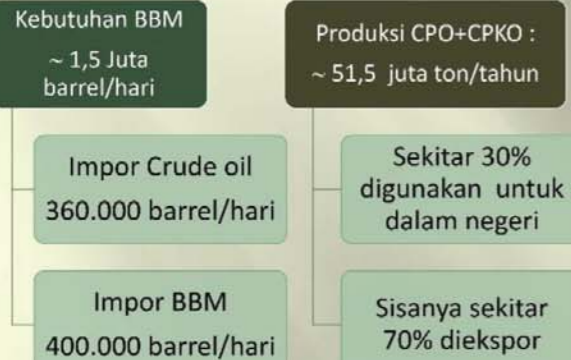 Kebutuhan BBM
~ 1,5 Juta
barrel/hari
Impor Crude oil
360.000 barrel/hari
Impor BBM
400.000 barrel/hari
Produksi CPO+CPKO :
~ 51,5 juta ton/tahun
Sekitar 30%
digunakan untuk
dalam negeri
Sisanya sekitar
70% diekspor